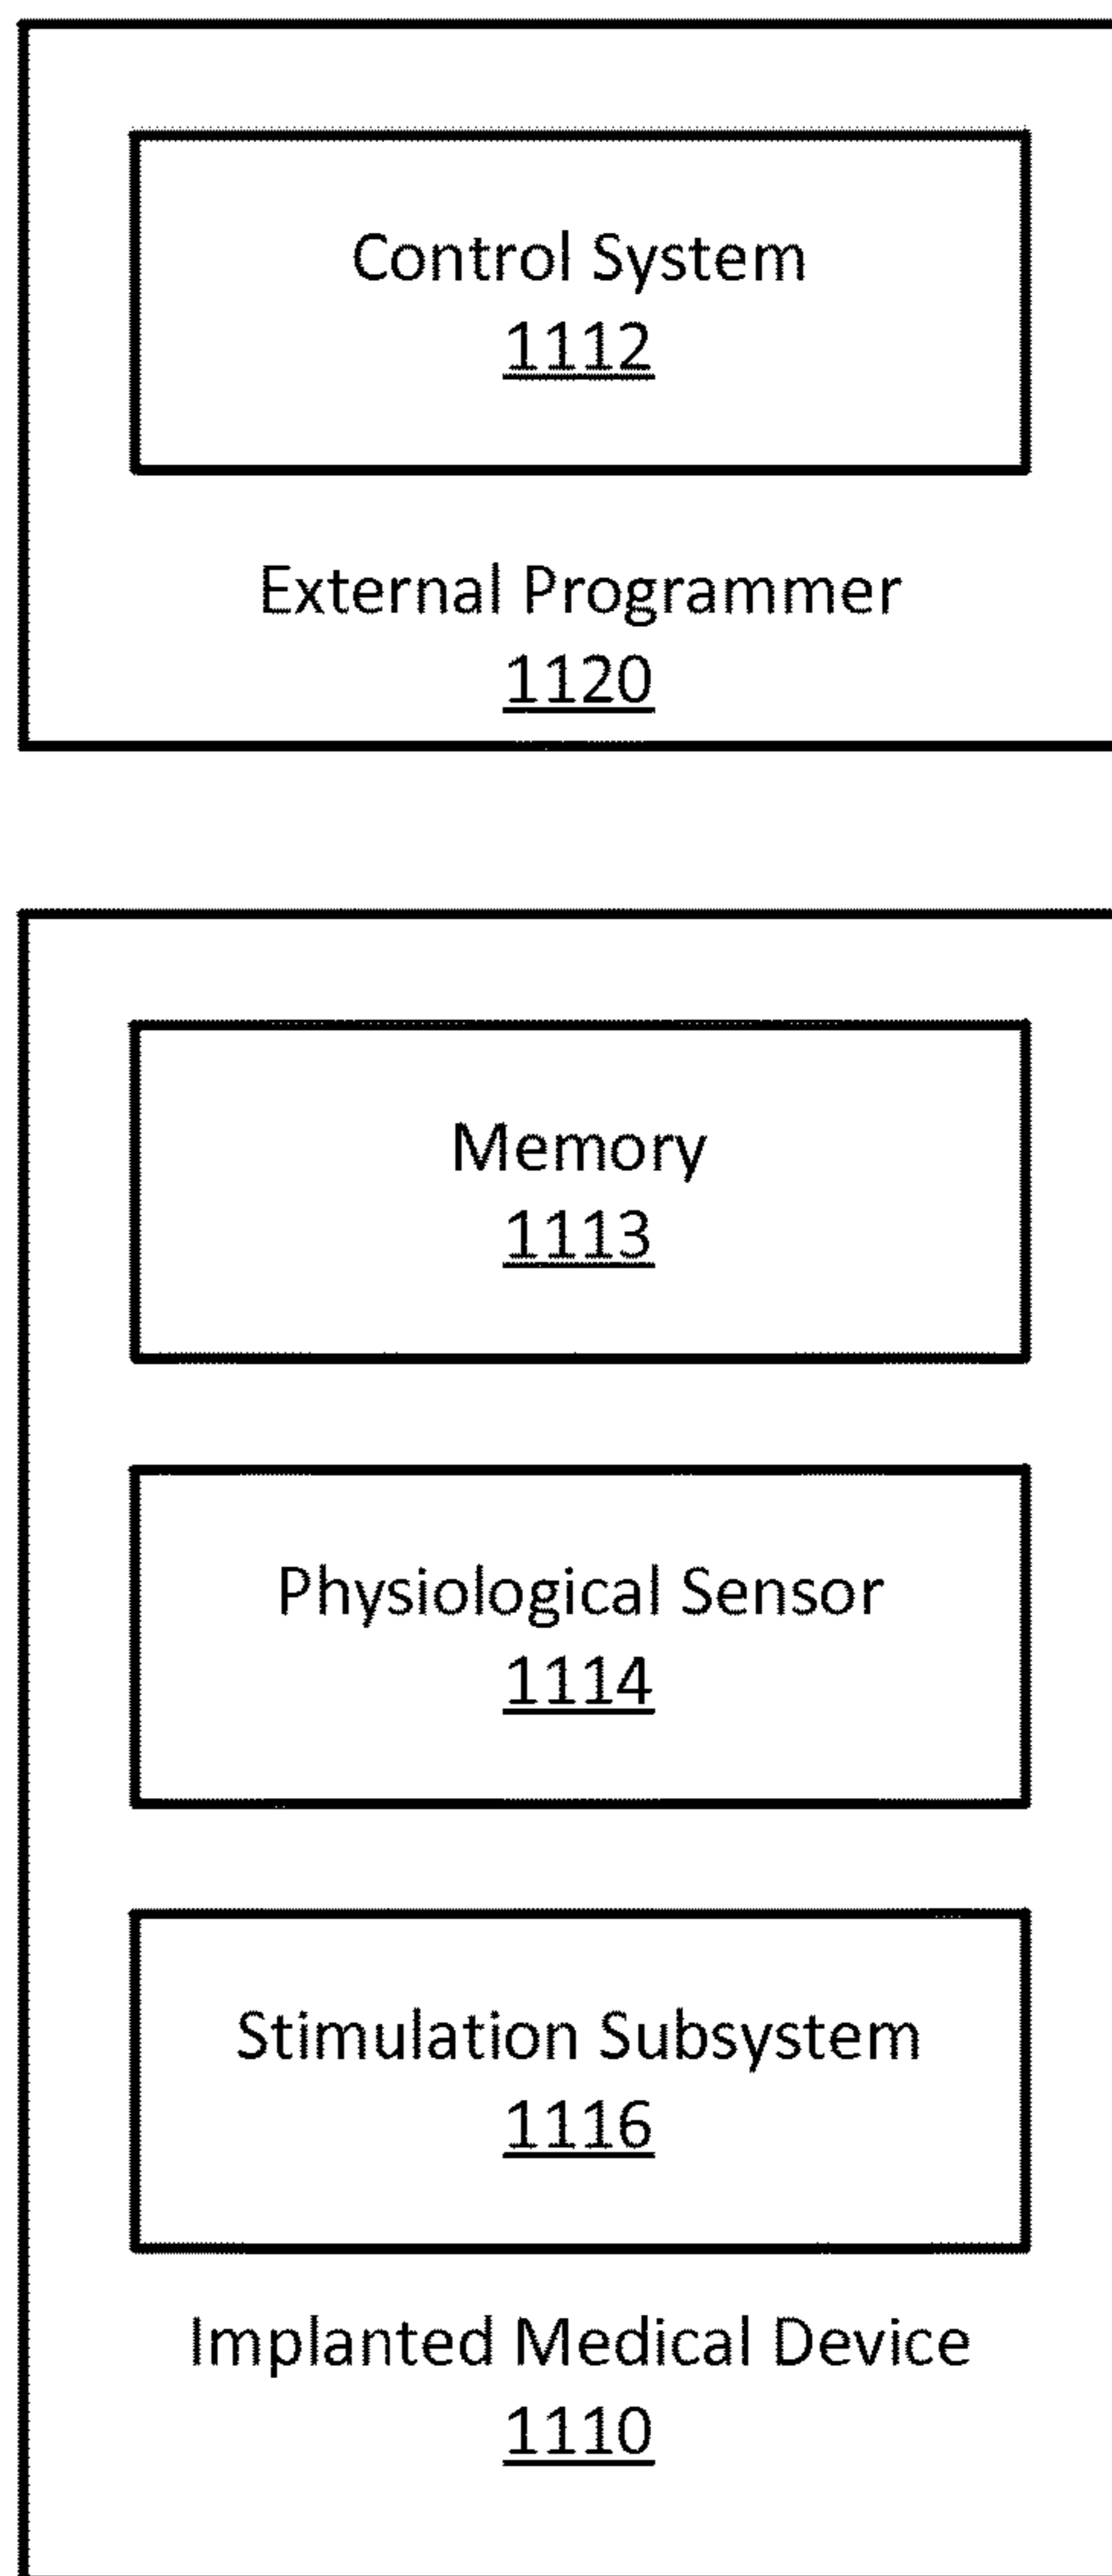 Control System
1112
External Programmer
1120
Memory
1113
Physiological Sensor
1114
Stimulation Subsystem
1116
Implanted Medical Device
1110